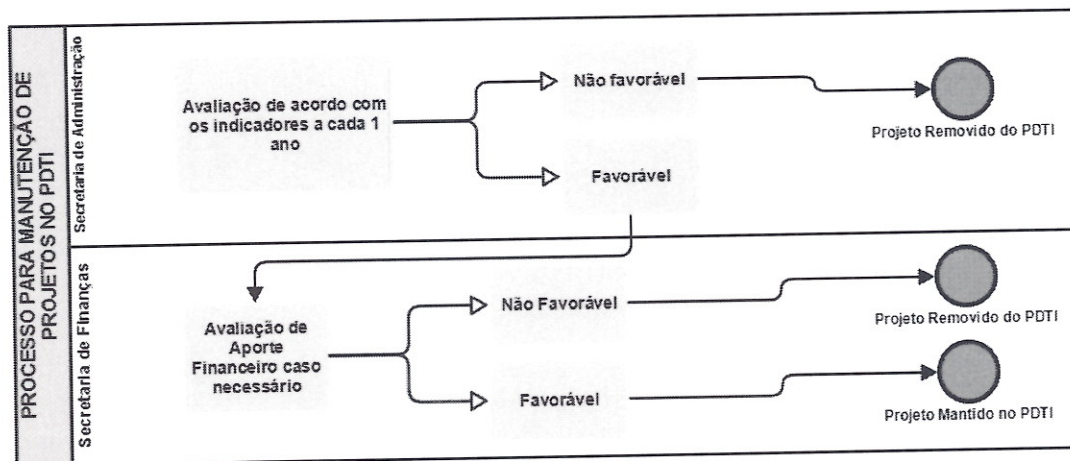 PROCESSO PARA MANUTENÇÃO DE
PROJETOS NO PDTI
Secretaria de Administração
Avaliação de acordo com
os indicadores a cada 1
ano
Não favorável
Projeto Removido do PDTI
Favorável
Secretaria de Finanças
Avaliação de
Aporte
Financeiro caso
necessário
Não Favorável
Projeto Removido do PDTI
Favorável
Projeto Mantido no PDTI